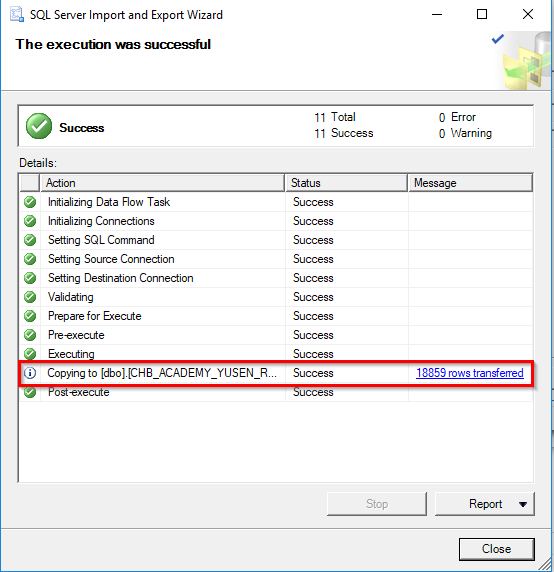 SQL Server Import and Export Wizard
The execution was successful
Success
11 Total
0 Error
11 Success
0 Warning
Details:
Action Status Message
Initializing Data Flow Task Success
Initializing Connections Success
Setting SQL Command Success
Setting Source Connection Success
Setting Destination Connection Success
Validating Success
Prepare for Execute Success
Pre-execute Success
Executing Success
Copying to [dbo].[CHB_ACADEMY_YUSEN_R... Success 18859 rows transferred
Post-execute Success
Stop
Report
Close